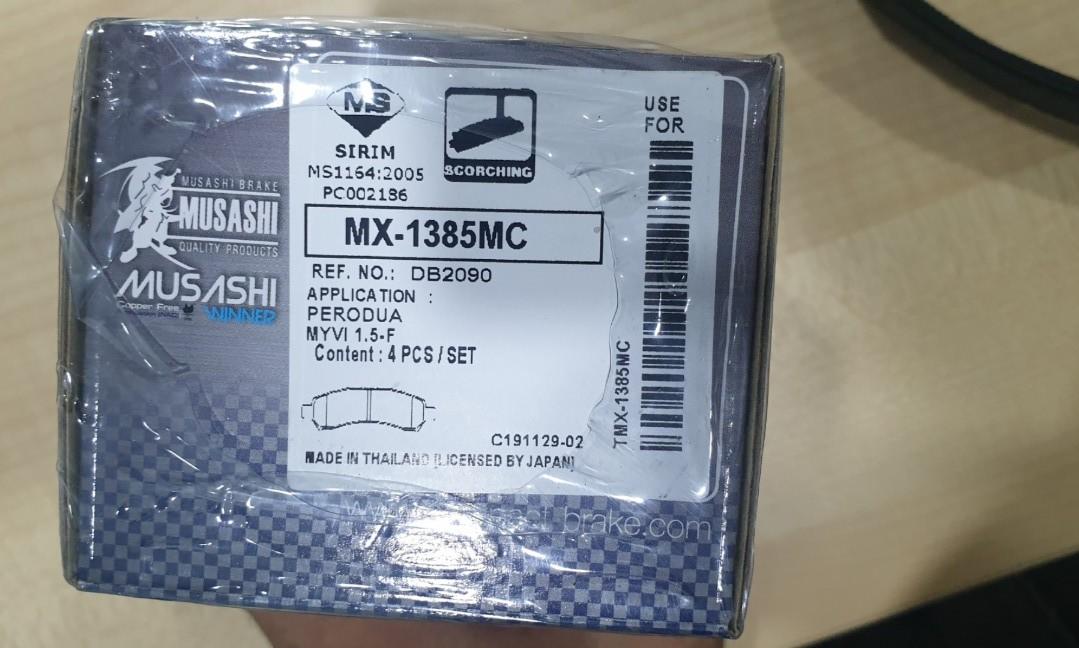 MUSASHI BRAKE
MUSASHI
QUALITY PRODUCTS
MUSASHI
Copper Free
WINNER
MS
SIRIM
MS1164:2005
PC002186
SCORCHING
MX-1385MC
REF. NO.: DB2090
APPLICATION :
PERODUA
MYVI 1.5-F
Content : 4 PCS / SET
C191129-02
MADE IN THAILAND [LICENSED BY JAPAN]
USE
FOR
TMX-1385MC
brake.com